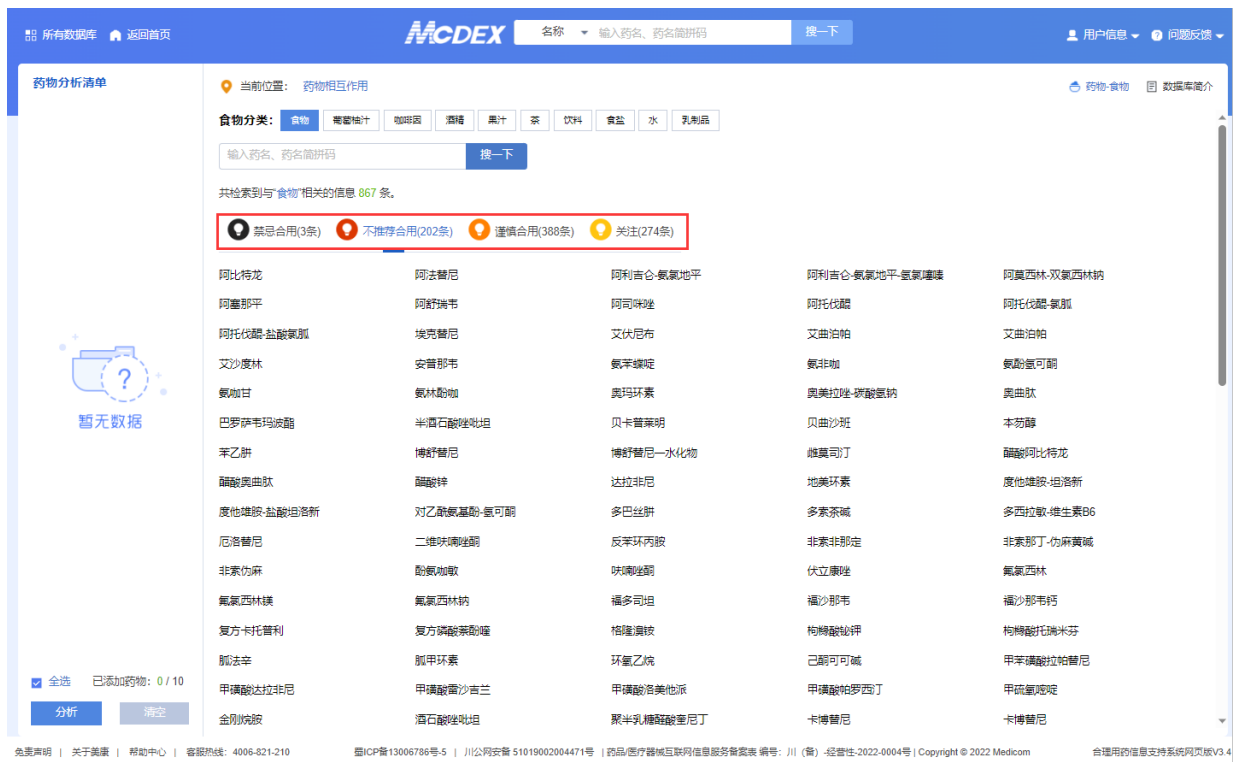 所有数据库 返回首页 MCDEX 名称 输入药名、药名简拼码 搜一下 用户信息 问题反馈
药物分析清单
当前位置： 药物相互作用 药物-食物 数据库简介
食物分类： 食物 葡萄柚汁 咖啡因 酒精 果汁 茶 饮料 食盐 水 乳制品
输入药名、药名简拼码 搜一下
共检索到与“食物”相关的信息 867 条。
禁忌合用(3条) 不推荐合用(202条) 谨慎合用(388条) 关注(274条)
阿比特龙 阿法替尼 阿利吉仑-氨氯地平 阿利吉仑-氨氯地平-氢氯噻嗪 阿莫西林-双氯西林钠
阿塞那平 阿舒瑞韦 阿司咪唑 阿托伐醌 阿托伐醌-氯胍
阿托伐醌-盐酸氯胍 埃克替尼 艾伏尼布 艾曲泊帕 艾曲泊帕
艾沙度林 安普那韦 氨苯蝶啶 氨非咖 氨酚氢可酮
氨咖甘 氨林酚咖 奥玛环素 奥美拉唑-碳酸氢钠 奥曲肽
巴罗萨韦玛波酯 半酒石酸唑吡坦 贝卡普莱明 贝曲沙班 本芴醇
苯乙肼 博舒替尼 博舒替尼一水化物 雌莫司汀 醋酸阿比特龙
醋酸奥曲肽 醋酸锌 达拉非尼 地美环素 度他雄胺-坦洛新
度他雄胺-盐酸坦洛新 对乙酰氨基酚-氢可酮 多巴丝肼 多索茶碱 多西拉敏-维生素B6
厄洛替尼 二维呋喃唑酮 反苯环丙胺 非索非那定 非索那丁-伪麻黄碱
非索伪麻 酚氨咖敏 呋喃唑酮 伏立康唑 氟氯西林
氟氯西林镁 氟氯西林钠 福多司坦 福沙那韦 福沙那韦钙
复方卡托普利 复方磷酸萘酚喹 格隆溴铵 枸橼酸铋钾 枸橼酸托瑞米芬
胍法辛 胍甲环素 环氧乙烷 己酮可可碱 甲苯磺酸拉帕替尼
甲磺酸达拉非尼 甲磺酸雷沙吉兰 甲磺酸洛美他派 甲磺酸帕罗西汀 甲巯氧嘧啶
金刚烷胺 酒石酸唑吡坦 聚半乳糖醛酸奎尼丁 卡博替尼 卡博替尼
暂无数据
全选 已添加药物： 0 / 10
分析 清空
免责声明 | 关于美康 | 帮助中心 | 客服热线：4006-821-210 蜀ICP备13006786号-5 | 川公网安备 51019002004471号 | 药品/医疗器械互联网信息服务备案表 编号：川（备）-经营性-2022-0004号 | Copyright © 2022 Medicom 合理用药信息支持系统网页版V3.4